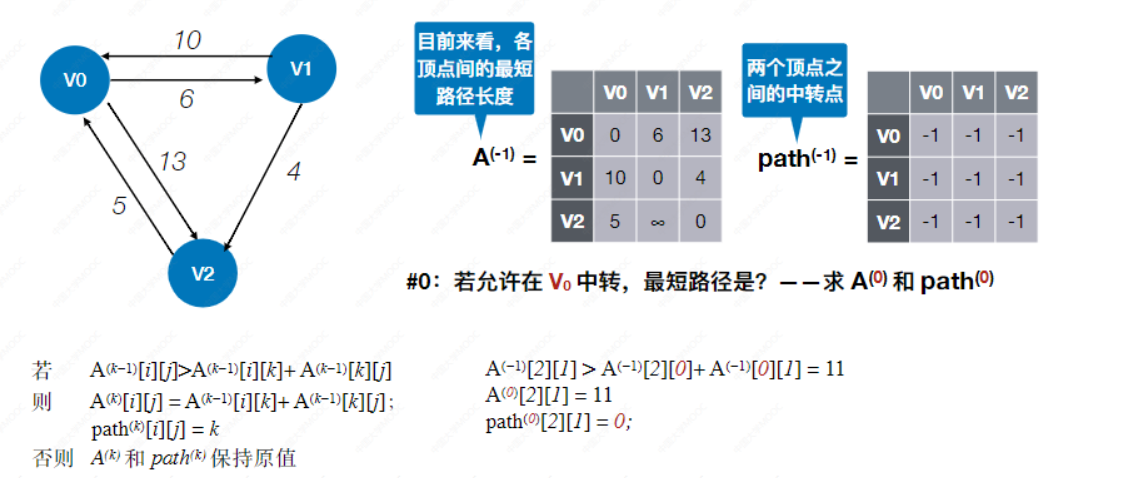 V0
10
V1
6
13
4
5
V2
目前来看，各
顶点间的最短
路径长度
A(-1) =
V0 V1 V2
V0 0 6 13
V1 10 0 4
V2 5 ∞ 0
两个顶点之
间的中转点
path(-1) =
V0 V1 V2
V0 -1 -1 -1
V1 -1 -1 -1
V2 -1 -1 -1
#0：若允许在 V0 中转，最短路径是？——求 A(0) 和 path(0)
若 A(k−1)[i][j]>A(k−1)[i][k]+ A(k−1)[k][j]
则 A(k)[i][j] = A(k−1)[i][k]+ A(k−1)[k][j];
path(k)[i][j] = k
否则 A(k) 和 path(k) 保持原值
A(−1)[2][1] > A(−1)[2][0]+ A(−1)[0][1] = 11
A(0)[2][1] = 11
path(0)[2][1] = 0;